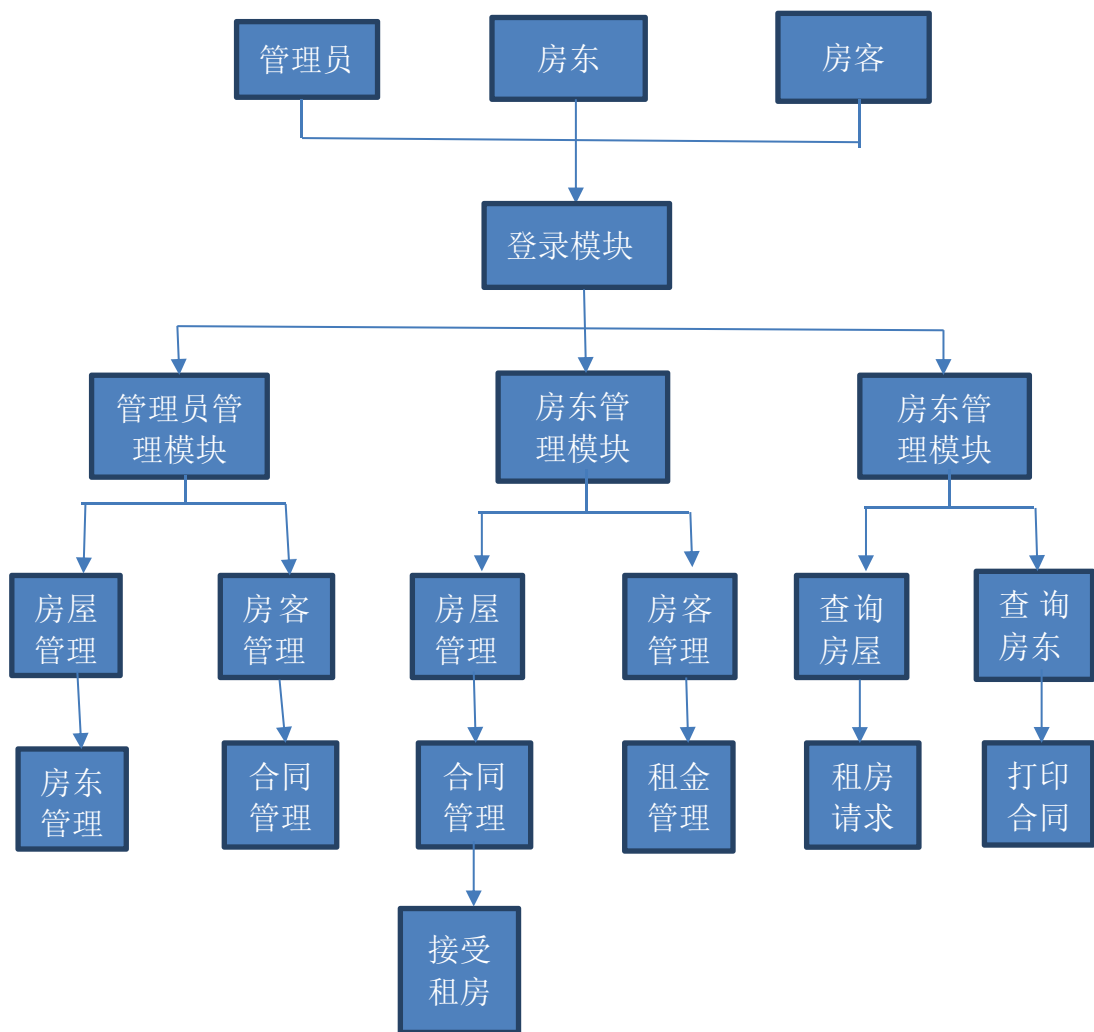 管理员
房东
房客
登录模块
管理员管
理模块
房东管
理模块
房东管
理模块
房屋
管理
房客
管理
房屋
管理
房客
管理
查询
房屋
查 询
房东
房东
管理
合同
管理
合同
管理
租金
管理
租房
请求
打印
合同
接受
租房